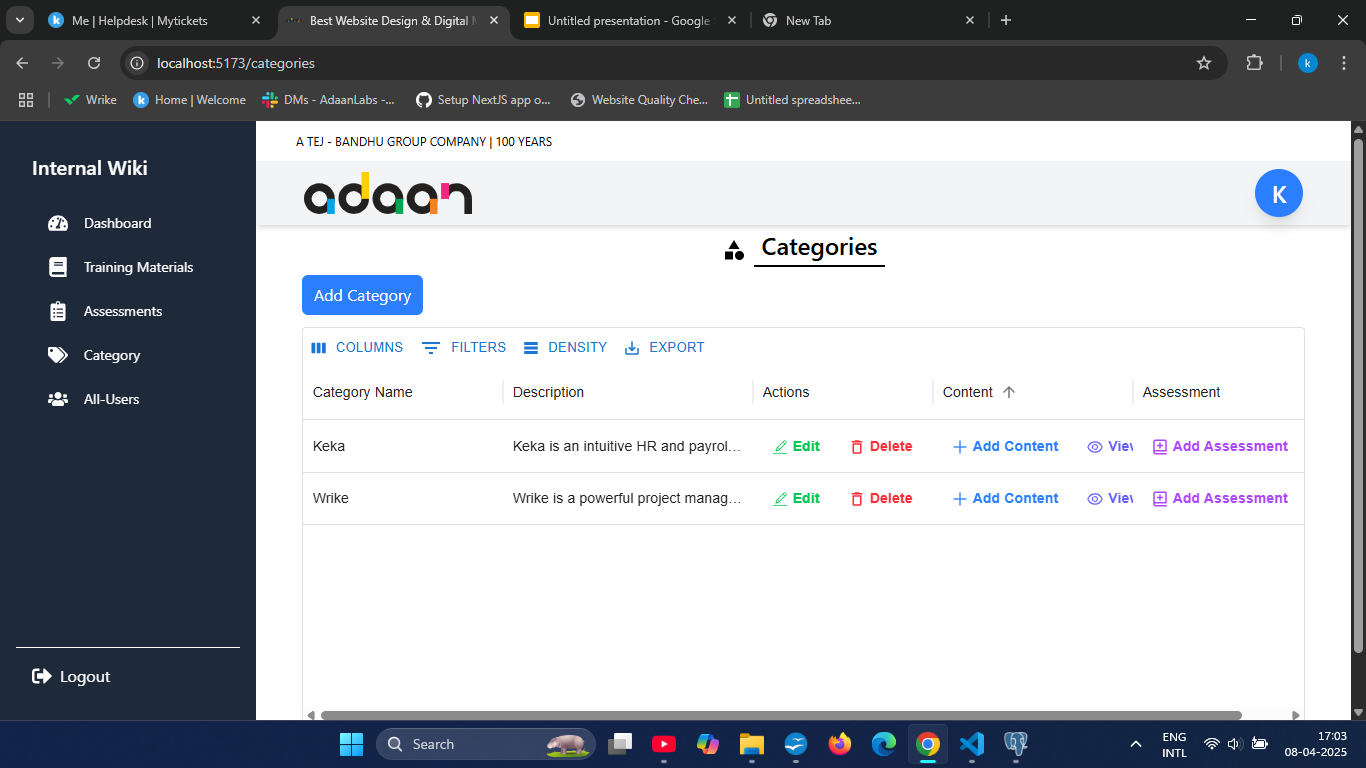 Me | Helpdesk | Mytickets
Best Website Design & Digital M
Untitled presentation - Google S
New Tab
localhost:5173/categories
k
Wrike
Home | Welcome
DMs - AdaanLabs -...
Setup NextJS app o...
Website Quality Che...
Untitled spreadshee...
Internal Wiki
Dashboard
Training Materials
Assessments
Category
All-Users
Logout
A TEJ - BANDHU GROUP COMPANY | 100 YEARS
adaan
K
Categories
Add Category
COLUMNS FILTERS DENSITY EXPORT
Category Name Description Actions Content Assessment
Keka Keka is an intuitive HR and payrol... Edit Delete Add Content View Add Assessment
Wrike Wrike is a powerful project manag... Edit Delete Add Content View Add Assessment
Search
ENG
INTL
17:03
08-04-2025